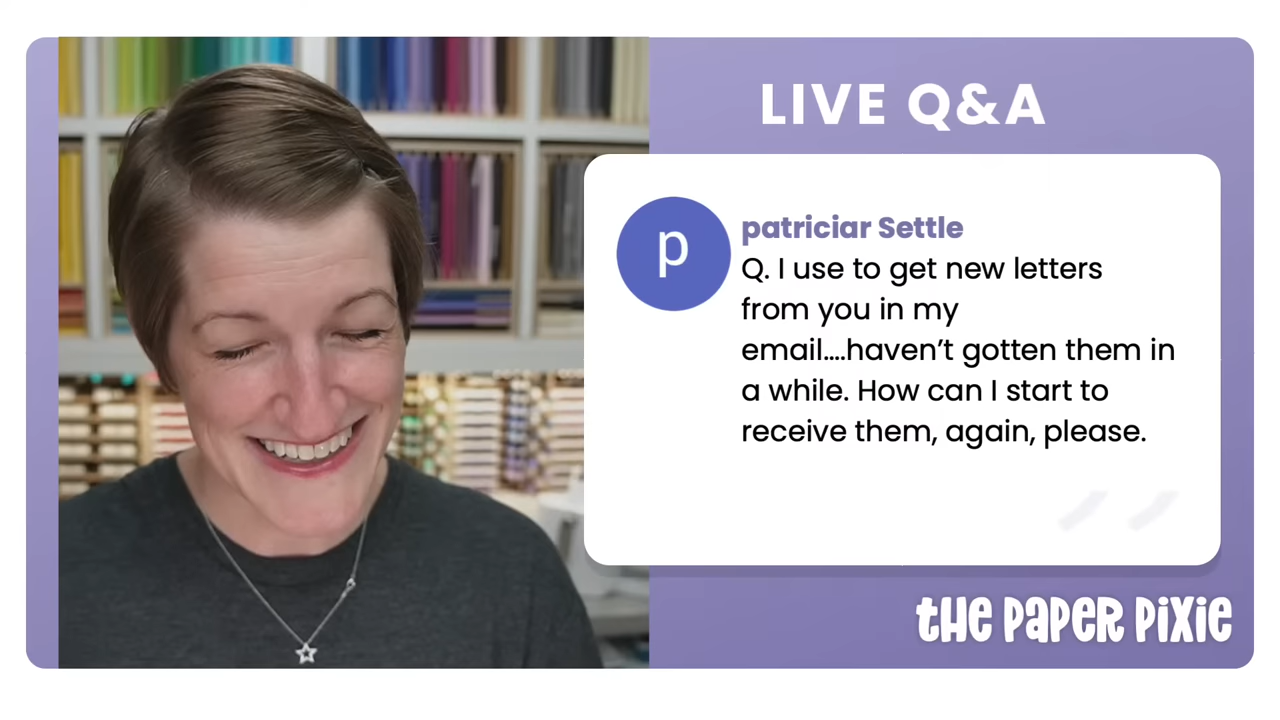 LIVE Q&A
p
patriciar Settle
Q. I use to get new letters
from you in my
email....haven't gotten them in
a while. How can I start to
receive them, again, please.
the PAPER PiXiE